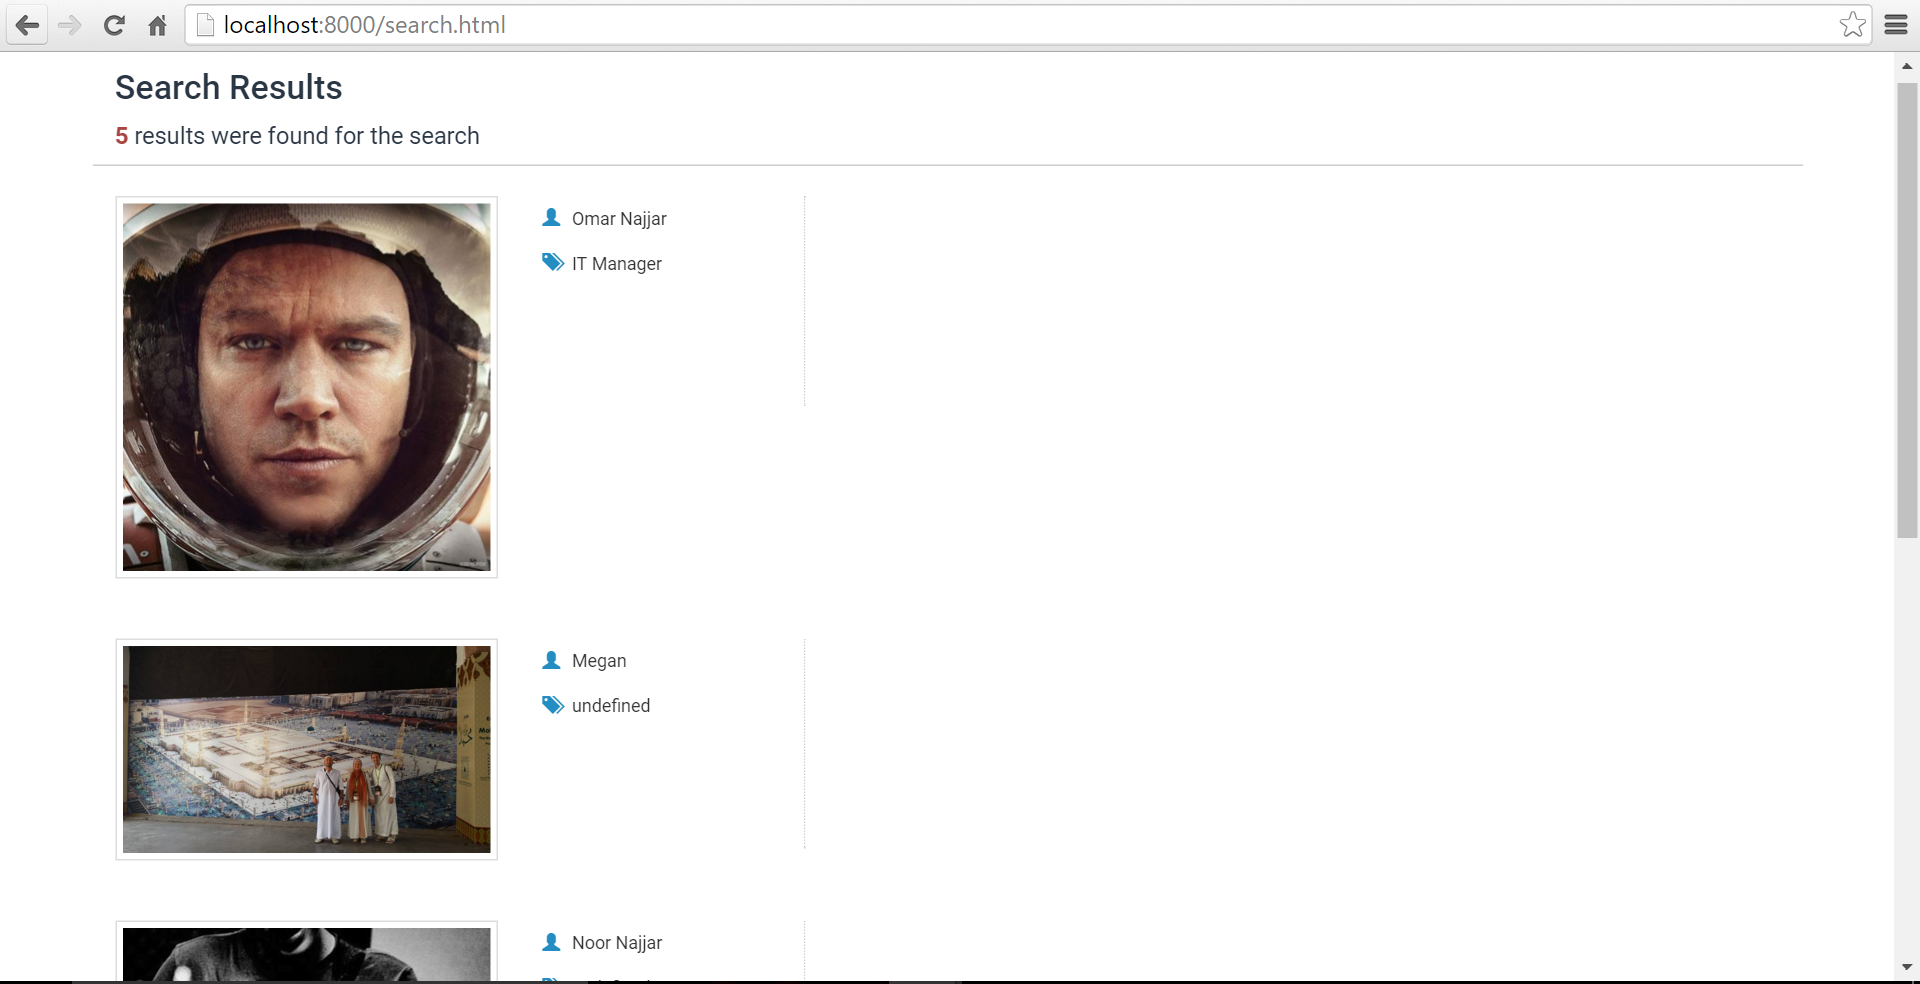 localhost:8000/search.html
Search Results
5 results were found for the search
Omar Najjar
IT Manager
Megan
undefined
Noor Najjar